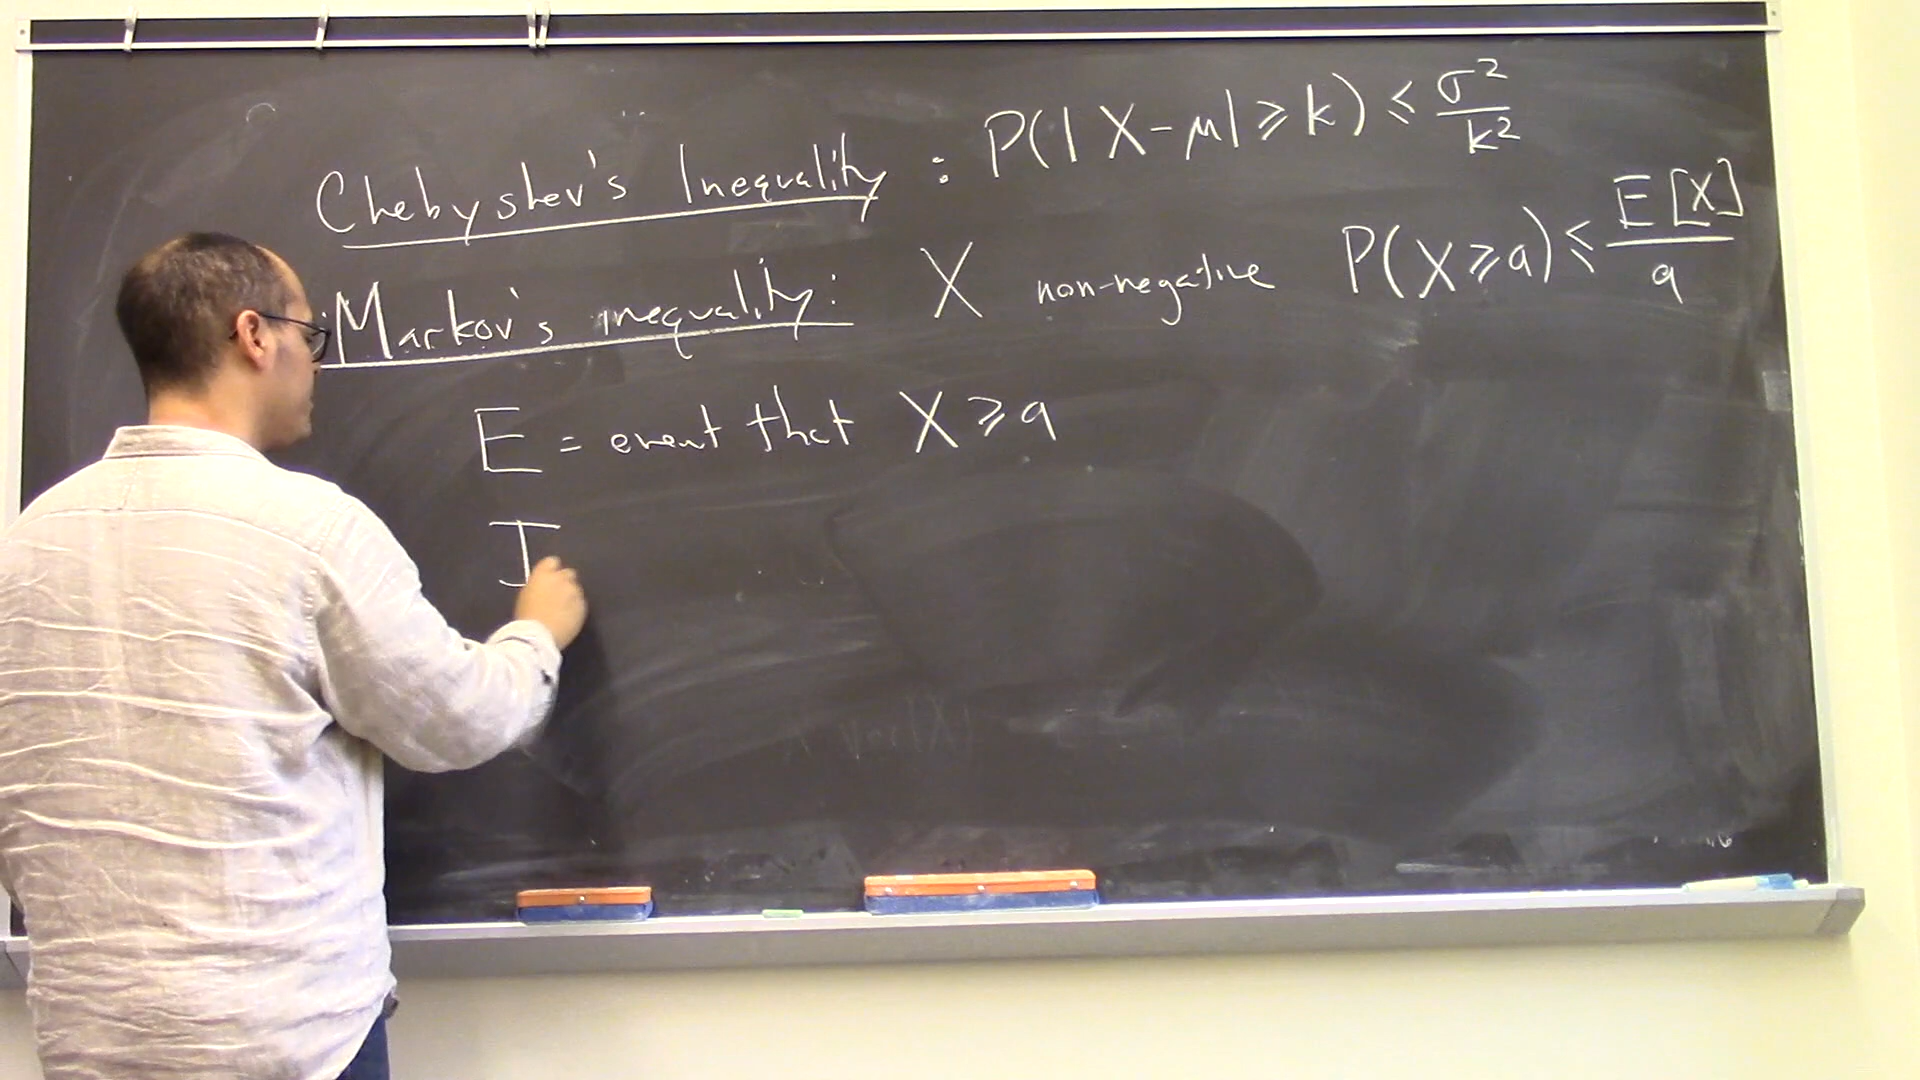 Chebyshev's Inequality : P(|X-μ|⩾k) ⩽ σ²/k²
Markov's inequality: X non-negative P(X⩾a) ⩽ E[X]/a
E = event that X⩾a
I